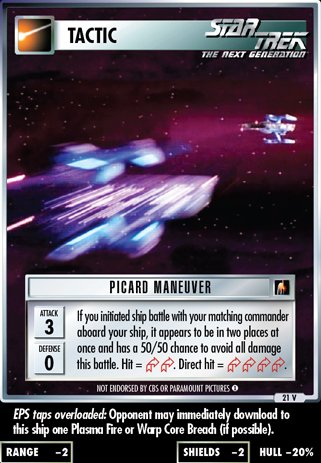 TACTIC
STAR TREK
THE NEXT GENERATION
PICARD MANEUVER
ATTACK
3
DEFENSE
0
If you initiated ship battle with your matching commander
aboard your ship, it appears to be in two places at
once and has a 50/50 chance to avoid all damage
this battle. Hit = . Direct hit = .
NOT ENDORSED BY CBS OR PARAMOUNT PICTURES
21 V
EPS taps overloaded: Opponent may immediately download to
this ship one Plasma Fire or Warp Core Breach (if possible).
RANGE -2
SHIELDS -2
HULL -20%